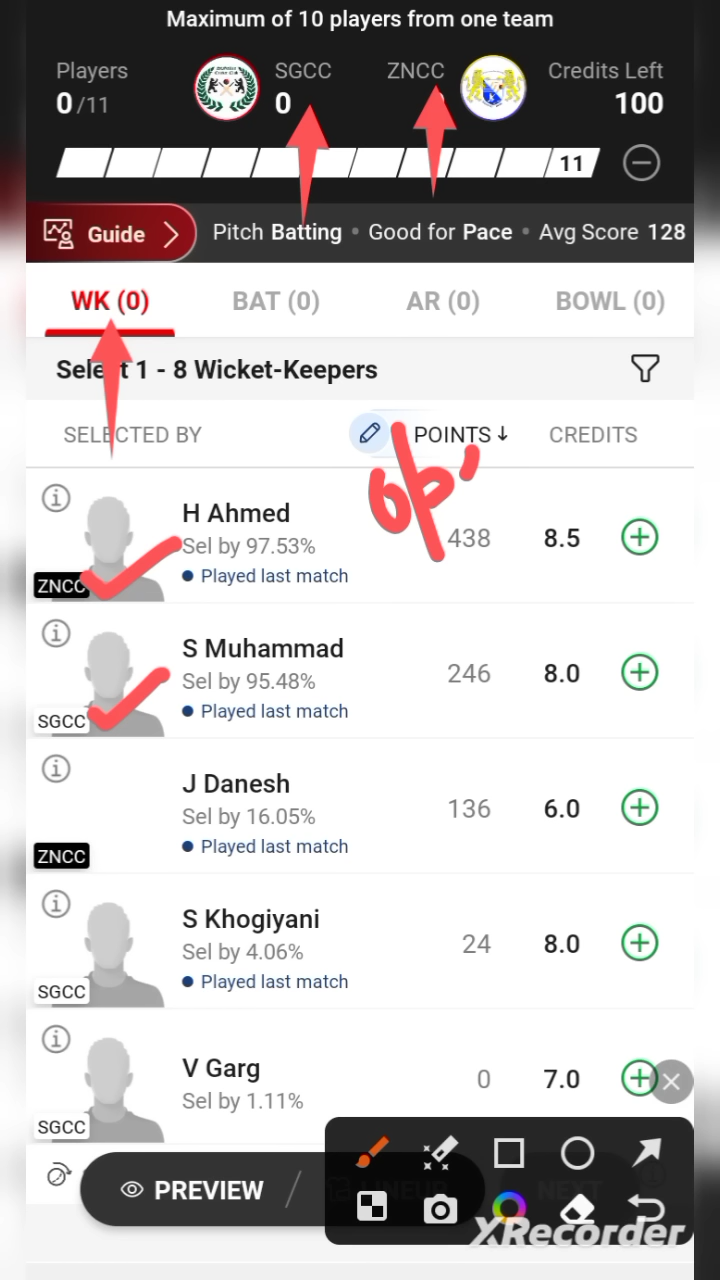 Maximum of 10 players from one team
Players SGCC ZNCC Credits Left
0/11 0 100
11
Guide Pitch Batting • Good for Pace • Avg Score 128
WK (0) BAT (0) AR (0) BOWL (0)
Select 1 - 8 Wicket-Keepers
SELECTED BY POINTS↓ CREDITS
H Ahmed
Sel by 97.53% 438 8.5
Played last match
ZNCC
S Muhammad
Sel by 95.48% 246 8.0
Played last match
SGCC
J Danesh
Sel by 16.05% 136 6.0
Played last match
ZNCC
S Khogiyani
Sel by 4.06% 24 8.0
Played last match
SGCC
V Garg
Sel by 1.11% 0 7.0
SGCC
PREVIEW
XRecorder